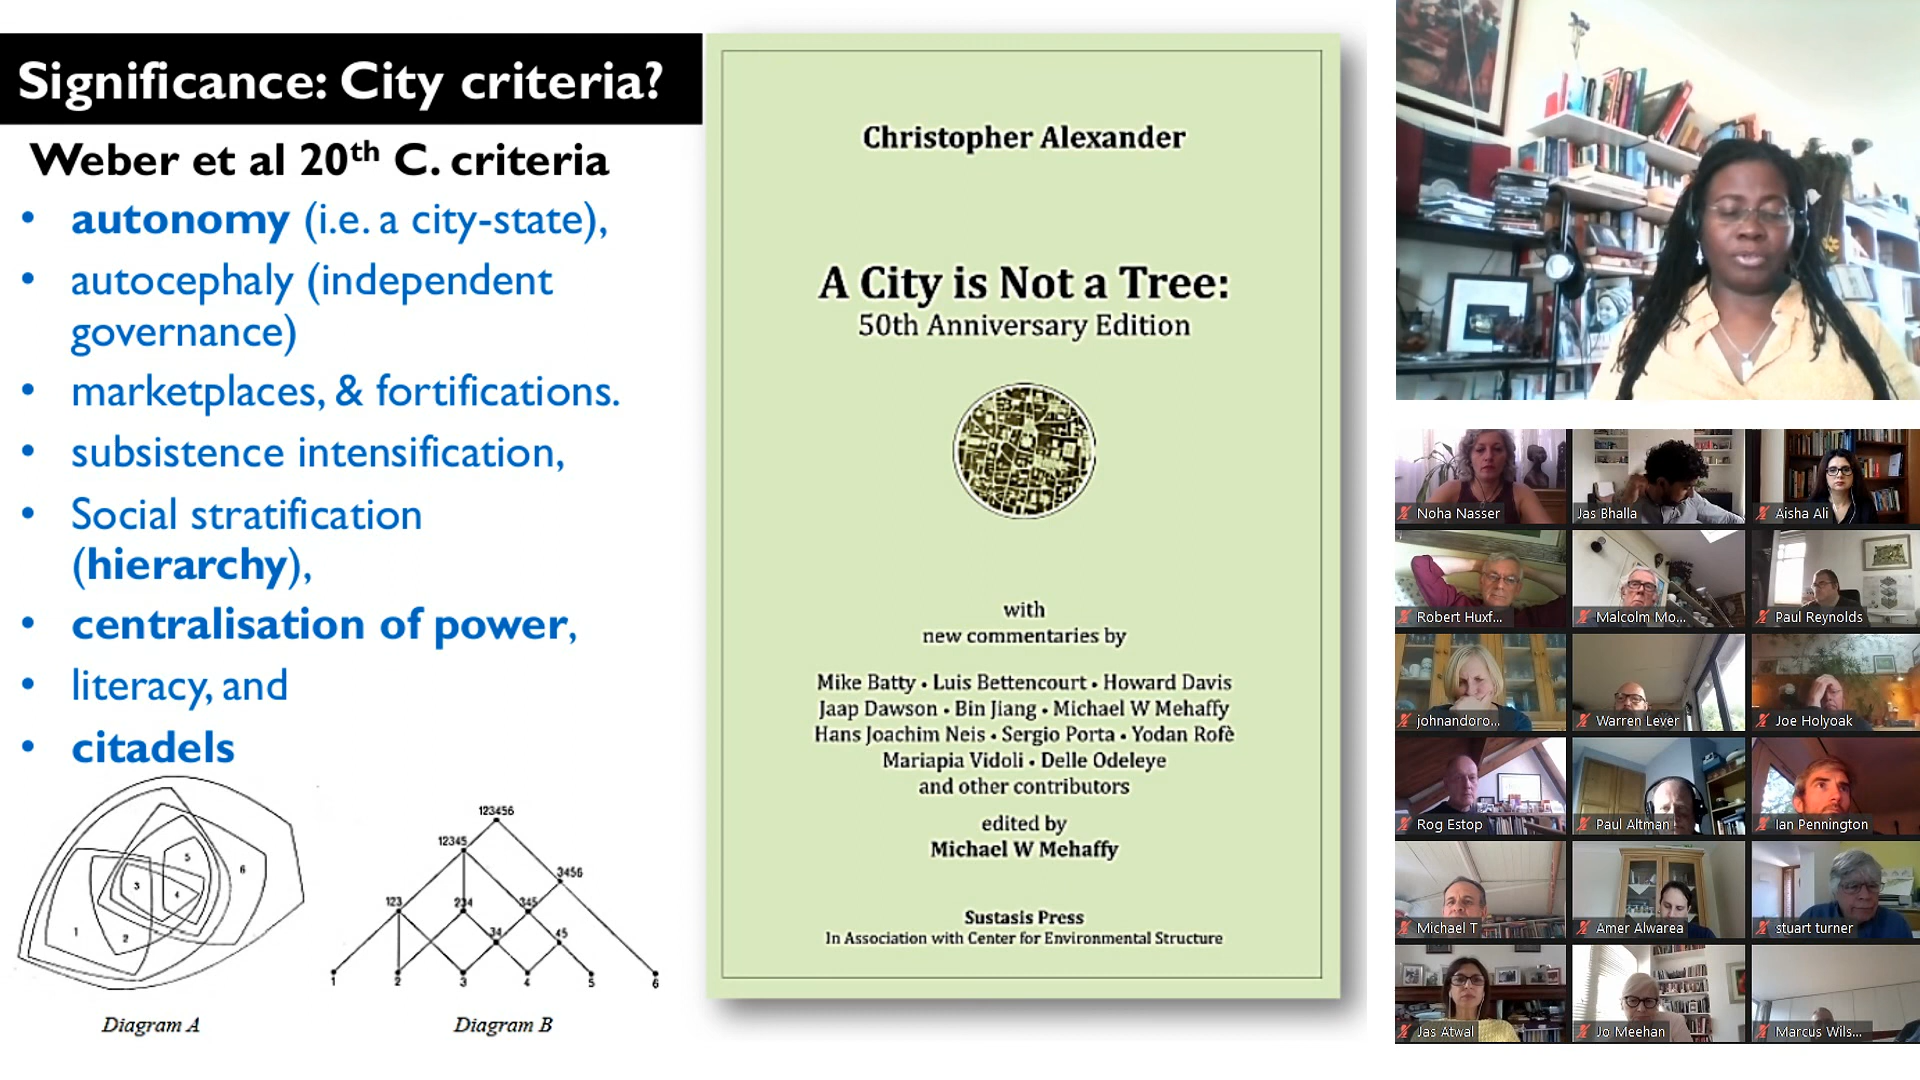 Significance: City criteria?
Weber et al 20th C. criteria
• autonomy (i.e. a city-state),
• autocephaly (independent
governance)
• marketplaces, & fortifications.
• subsistence intensification,
• Social stratification
(hierarchy),
• centralisation of power,
• literacy, and
• citadels
1
2
3
4
5
6
Diagram A
123456
12345
3456
123
234
345
34
45
1
2
3
4
5
6
Diagram B
Christopher Alexander
A City is Not a Tree:
50th Anniversary Edition
with
new commentaries by
Mike Batty • Luis Bettencourt • Howard Davis
Jaap Dawson • Bin Jiang • Michael W Mehaffy
Hans Joachim Neis • Sergio Porta • Yodan Rofè
Mariapia Vidoli • Delle Odeleye
and other contributors
edited by
Michael W Mehaffy
Sustasis Press
In Association with Center for Environmental Structure
Noha Nasser
Jas Bhalla
Aisha Ali
Robert Huxf...
Malcolm Mo...
Paul Reynolds
johnandoro...
Warren Lever
Joe Holyoak
Rog Estop
Paul Altman
Ian Pennington
Michael T
Amer Alwarea
stuart turner
Jas Atwal
Jo Meehan
Marcus Wils...